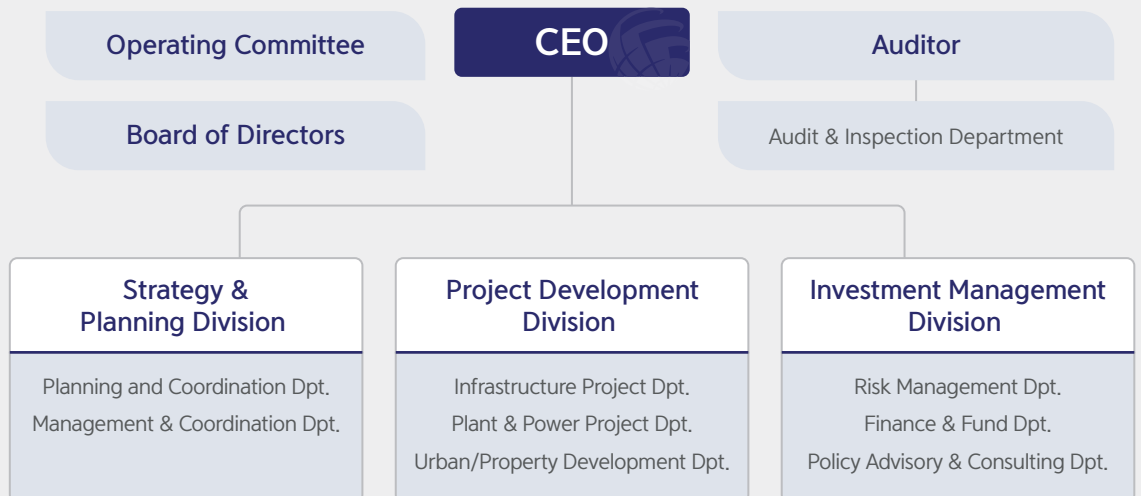 Operating Committee
CEO
Auditor
Board of Directors
Audit & Inspection Department
Strategy &
Planning Division
Planning and Coordination Dpt.
Management & Coordination Dpt.
Project Development
Division
Infrastructure Project Dpt.
Plant & Power Project Dpt.
Urban/Property Development Dpt.
Investment Management
Division
Risk Management Dpt.
Finance & Fund Dpt.
Policy Advisory & Consulting Dpt.